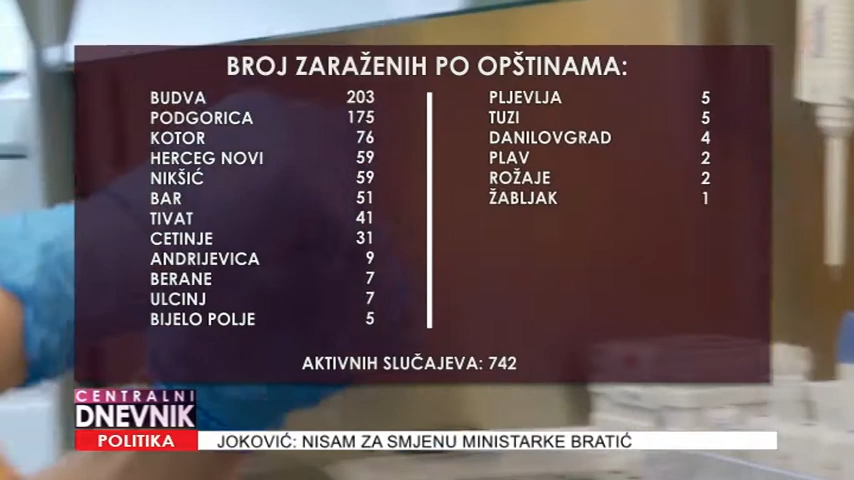 BROJ ZARAŽENIH PO OPŠTINAMA:
BUDVA 203
PODGORICA 175
KOTOR 76
HERCEG NOVI 59
NIKŠIĆ 59
BAR 51
TIVAT 41
CETINJE 31
ANDRIJEVICA 9
BERANE 7
ULCINJ 7
BIJELO POLJE 5
PLJEVLJA 5
TUZI 5
DANILOVGRAD 4
PLAV 2
ROŽAJE 2
ŽABLJAK 1
AKTIVNIH SLUČAJEVA: 742
CENTRALNI
DNEVNIK
POLITIKA JOKOVIĆ: NISAM ZA SMJENU MINISTARKE BRATIĆ